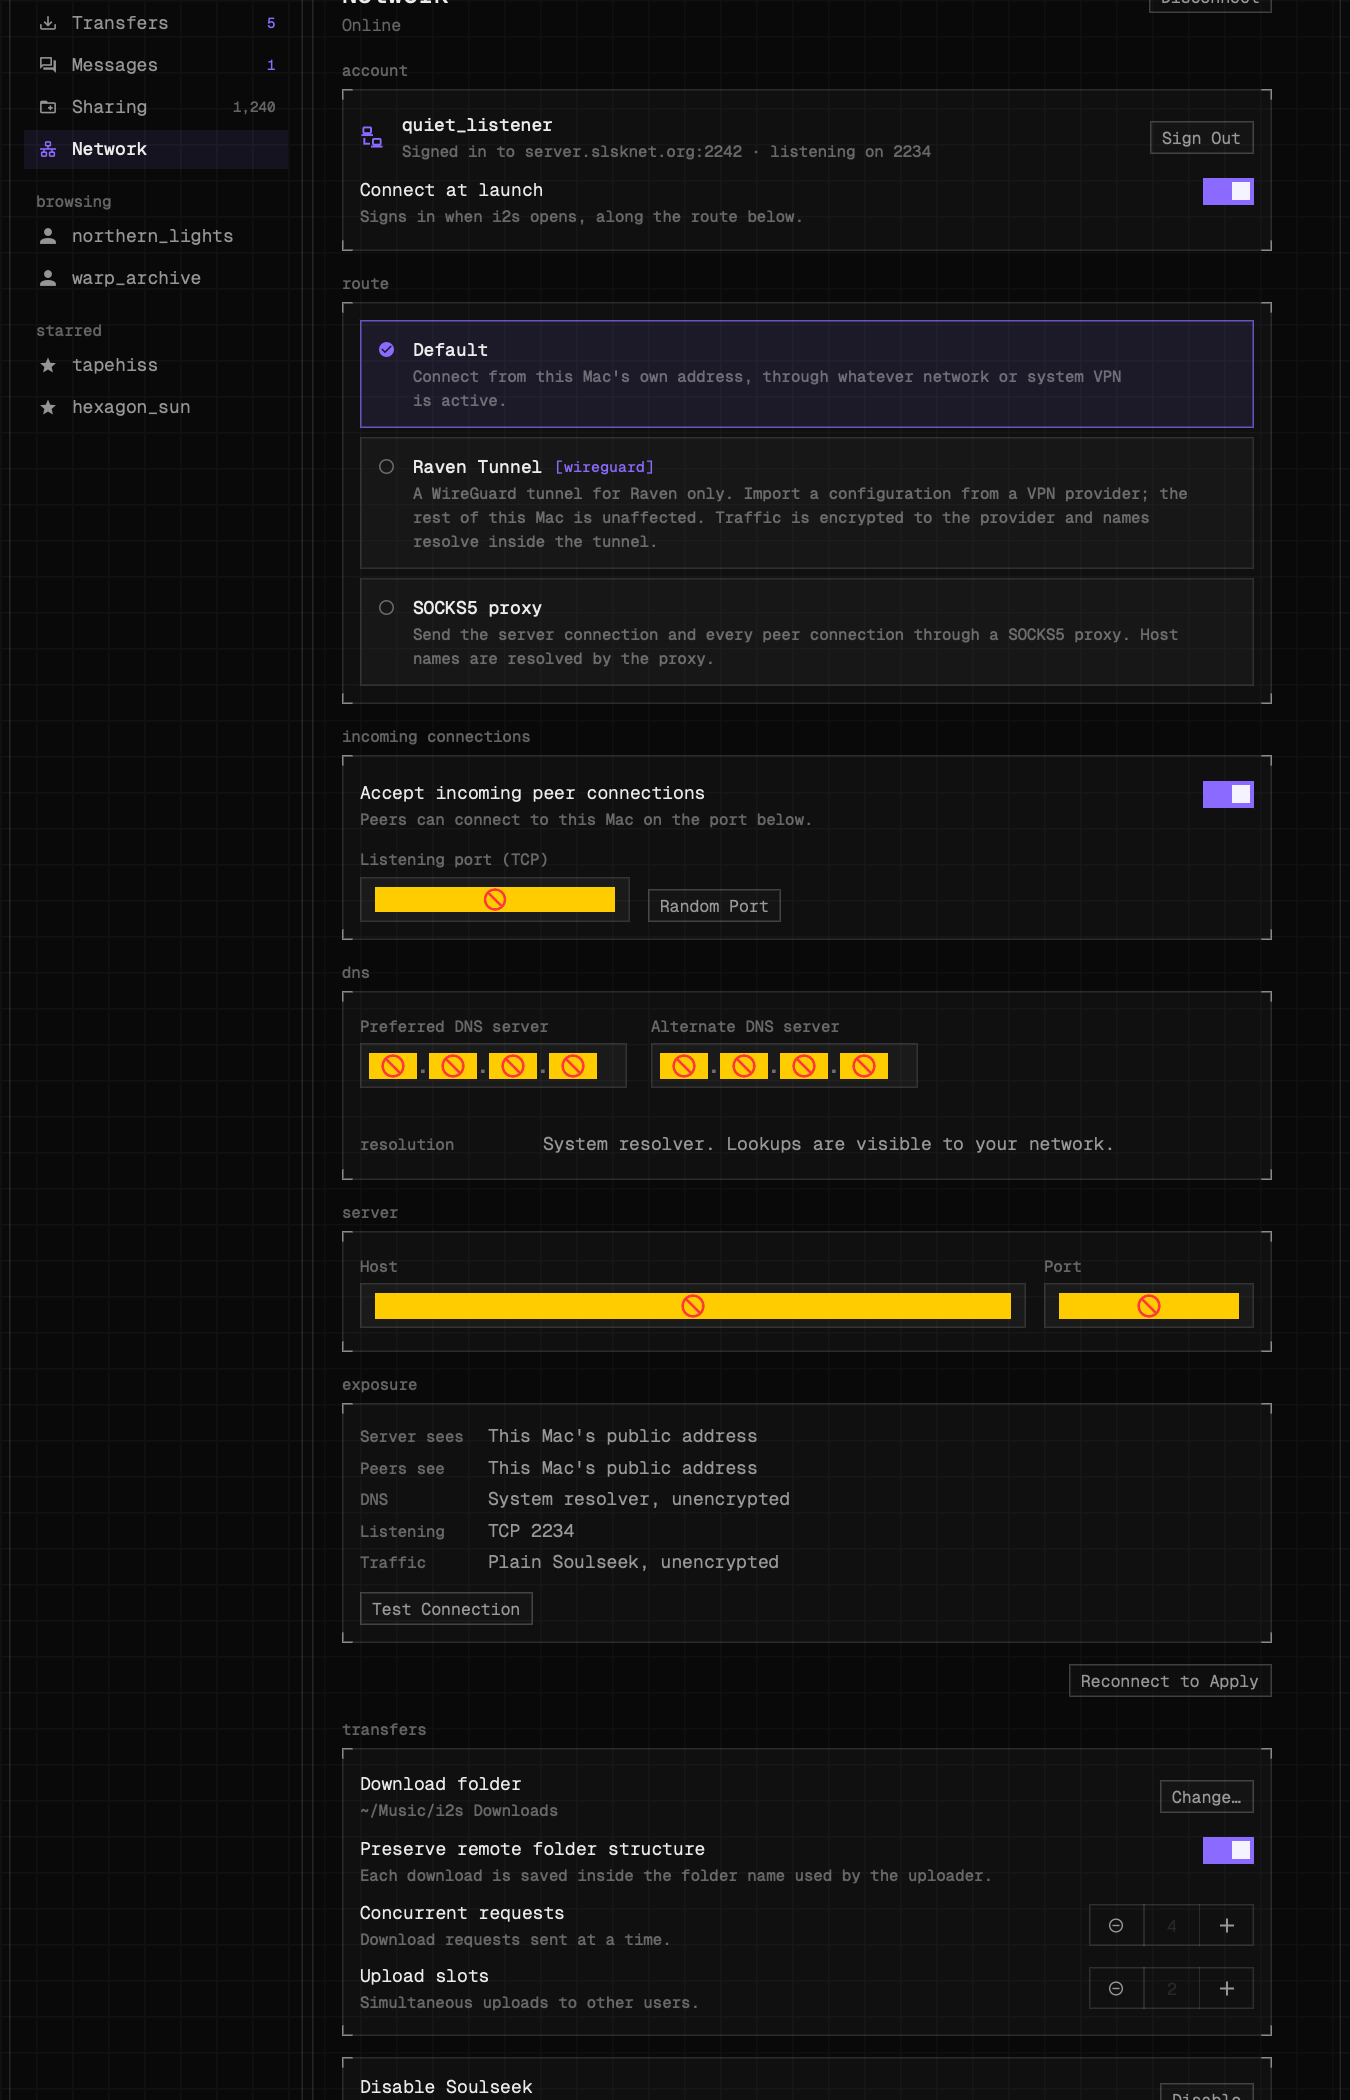 Transfers 5
Messages 1
Sharing 1,240
Network
browsing
northern_lights
warp_archive
starred
tapehiss
hexagon_sun
Network
Disconnect
Online
account
quiet_listener
Signed in to server.slsknet.org:2242 · listening on 2234
Sign Out
Connect at launch
Signs in when i2s opens, along the route below.
route
Default
Connect from this Mac's own address, through whatever network or system VPN
is active.
Raven Tunnel [wireguard]
A WireGuard tunnel for Raven only. Import a configuration from a VPN provider; the
rest of this Mac is unaffected. Traffic is encrypted to the provider and names
resolve inside the tunnel.
SOCKS5 proxy
Send the server connection and every peer connection through a SOCKS5 proxy. Host
names are resolved by the proxy.
incoming connections
Accept incoming peer connections
Peers can connect to this Mac on the port below.
Listening port (TCP)
Random Port
dns
Preferred DNS server Alternate DNS server
. . . . . .
resolution System resolver. Lookups are visible to your network.
server
Host Port
exposure
Server sees This Mac's public address
Peers see This Mac's public address
DNS System resolver, unencrypted
Listening TCP 2234
Traffic Plain Soulseek, unencrypted
Test Connection
Reconnect to Apply
transfers
Download folder
~/Music/i2s Downloads
Change…
Preserve remote folder structure
Each download is saved inside the folder name used by the uploader.
Concurrent requests
Download requests sent at a time.
4
Upload slots
Simultaneous uploads to other users.
2
Disable Soulseek
Disable